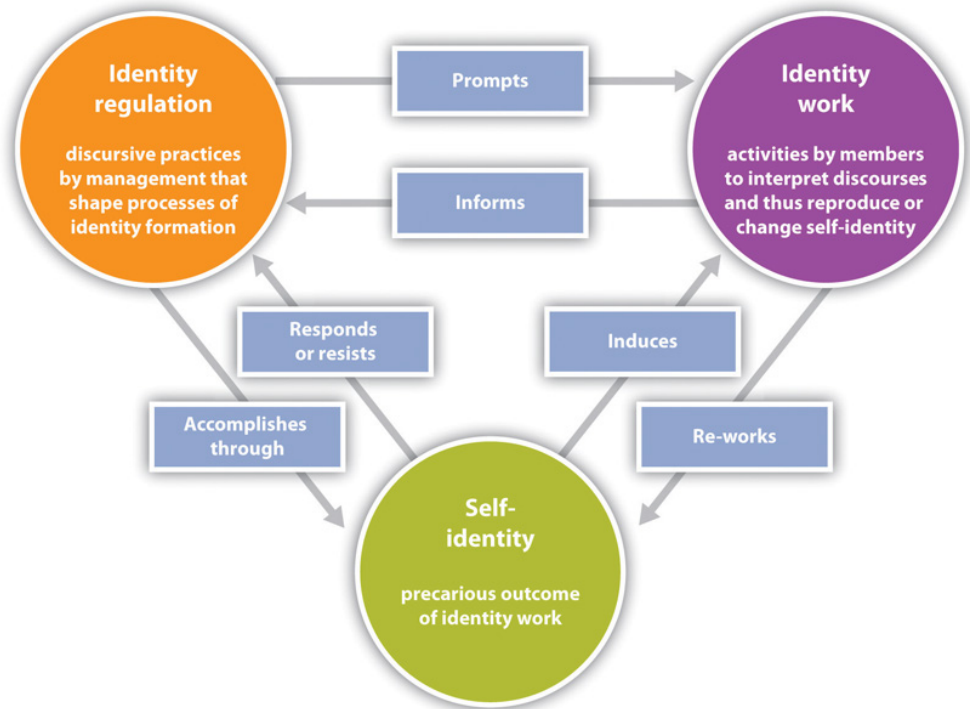 Identity
regulation
discursive practices
by management that
shape processes of
identity formation
Prompts
Informs
Identity
work
activities by members
to interpret discourses
and thus reproduce or
change self-identity
Responds
or resists
Induces
Accomplishes
through
Re-works
Self-
identity
precarious outcome
of identity work